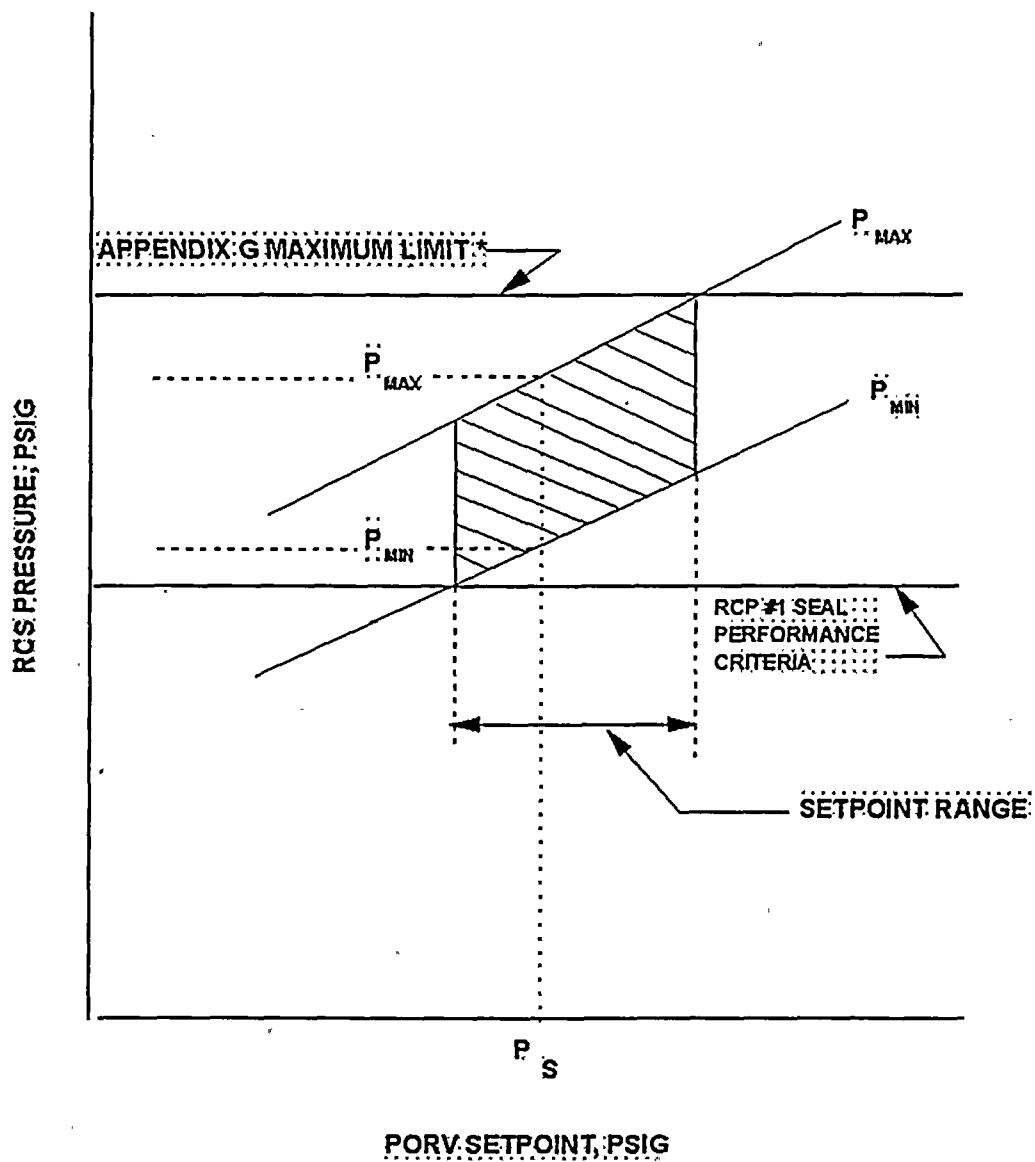 APPENDIX G MAXIMUM LIMIT *
P MAX
P MAX
P MIN
P MIN
RCS PRESSURE, PSIG
RCP #1 SEAL
PERFORMANCE
CRITERIA
SETPOINT RANGE
P S
PORV SETPOINT, PSIG